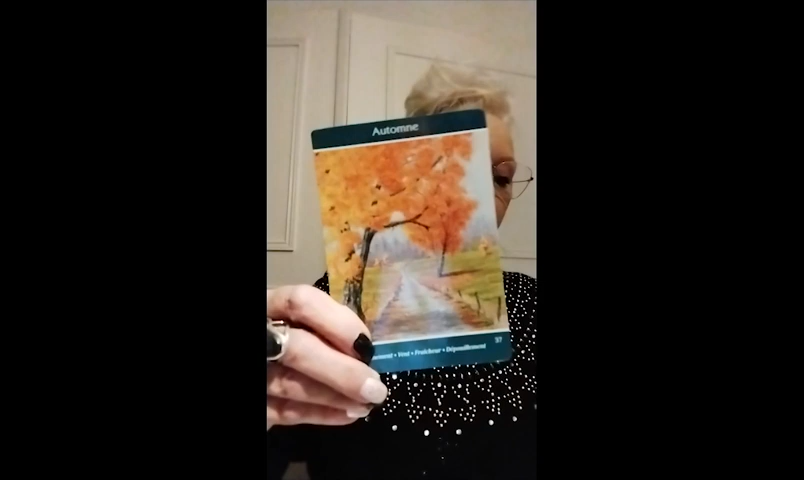 Automne
• Vent • Fraîcheur • Dépouillement
37